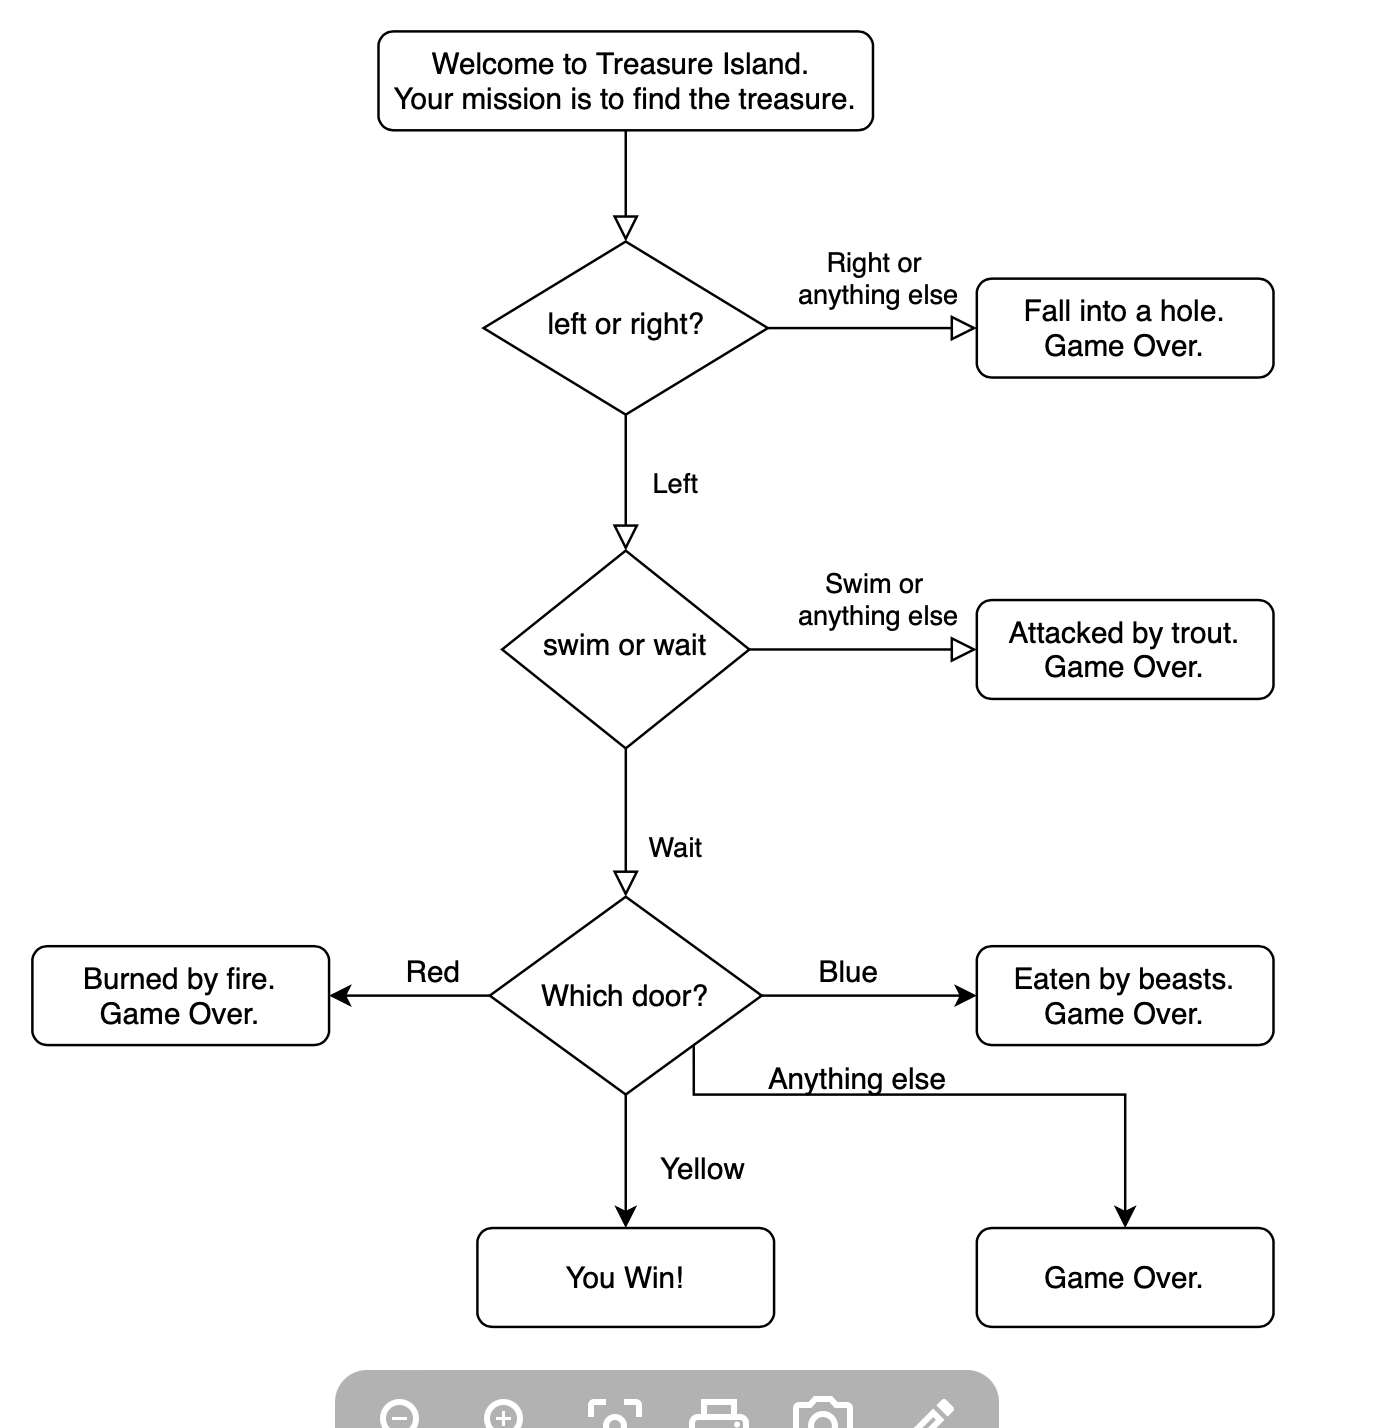 Welcome to Treasure Island.
Your mission is to find the treasure.
left or right?
Right or
anything else
Fall into a hole.
Game Over.
Left
swim or wait
Swim or
anything else
Attacked by trout.
Game Over.
Wait
Which door?
Red
Burned by fire.
Game Over.
Blue
Eaten by beasts.
Game Over.
Anything else
Yellow
You Win!
Game Over.